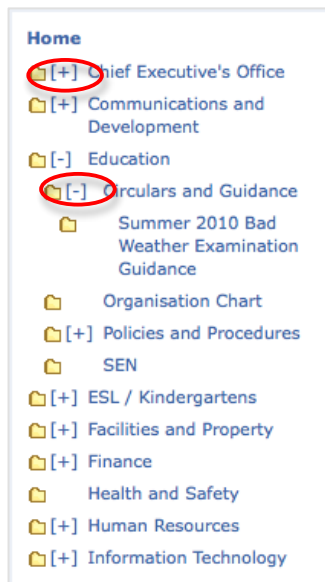 Home
[+] Chief Executive's Office
[+] Communications and
Development
[-] Education
[-] Circulars and Guidance
Summer 2010 Bad
Weather Examination
Guidance
Organisation Chart
[+] Policies and Procedures
SEN
[+] ESL / Kindergartens
[+] Facilities and Property
[+] Finance
Health and Safety
[+] Human Resources
[+] Information Technology